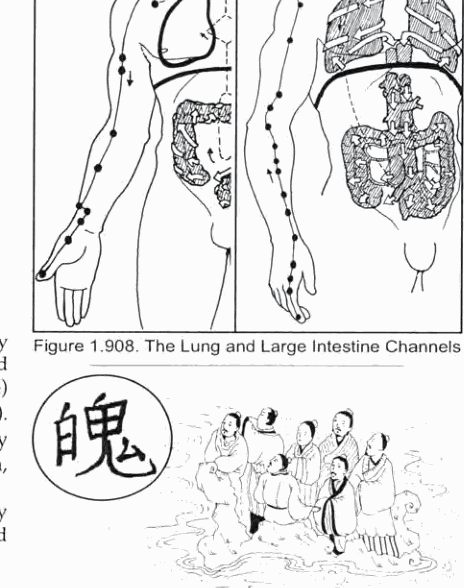 Figure 1.908. The Lung and Large Intestine Channels
魄